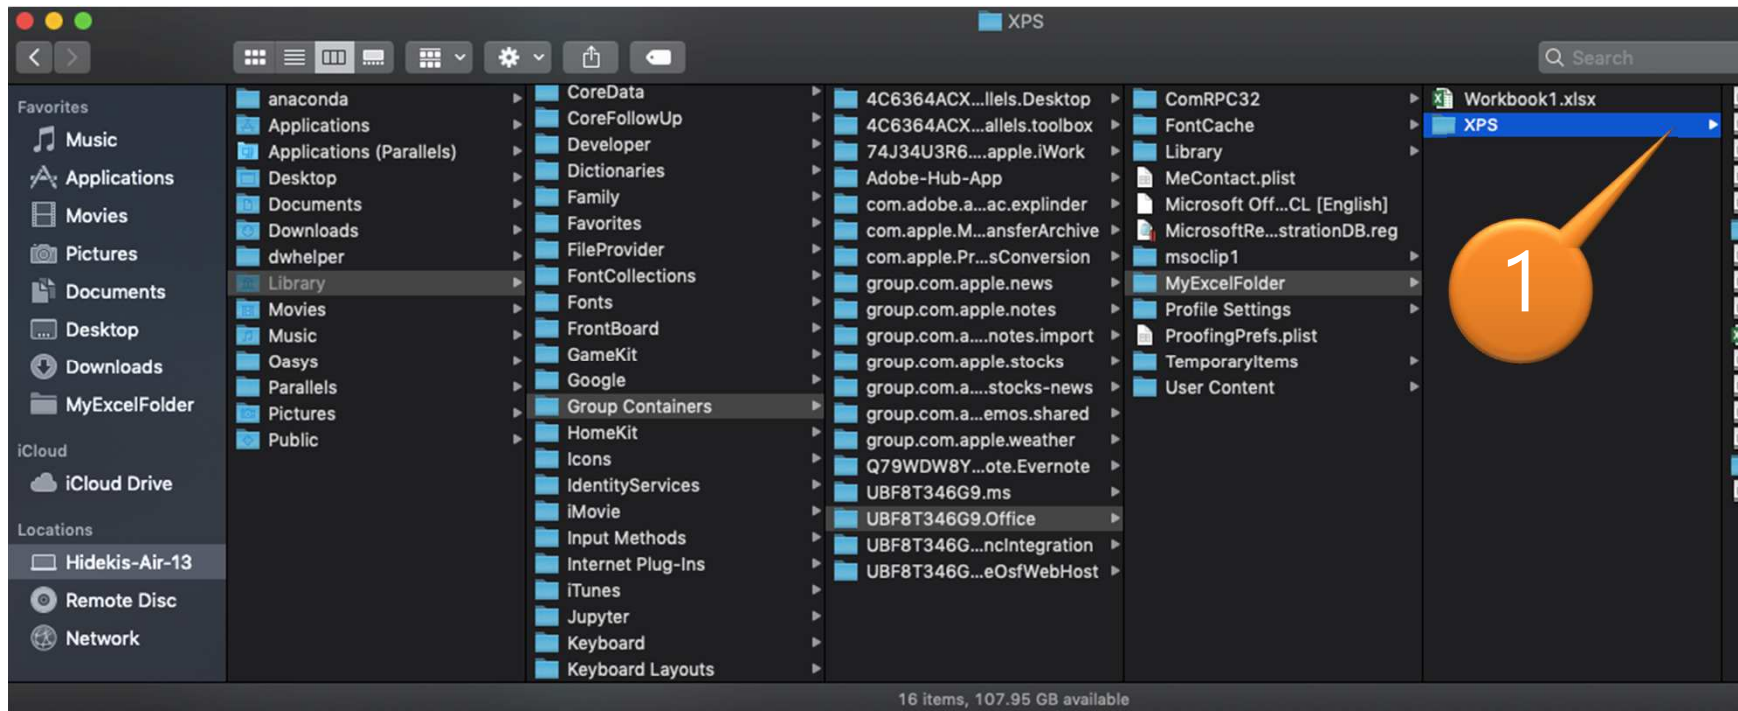 XPS
Search
Favorites
Music
Applications
Movies
Pictures
Documents
Desktop
Downloads
MyExcelFolder
iCloud
iCloud Drive
Locations
Hidekis-Air-13
Remote Disc
Network
anaconda
Applications
Applications (Parallels)
Desktop
Documents
Downloads
dwhelper
Library
Movies
Music
Oasys
Parallels
Pictures
Public
CoreData
CoreFollowUp
Developer
Dictionaries
Family
Favorites
FileProvider
FontCollections
Fonts
FrontBoard
GameKit
Google
Group Containers
HomeKit
Icons
IdentityServices
iMovie
Input Methods
Internet Plug-Ins
iTunes
Jupyter
Keyboard
Keyboard Layouts
4C6364ACX...llels.Desktop
4C6364ACX...allels.toolbox
74J34U3R6....apple.iWork
Adobe-Hub-App
com.adobe.a...ac.explinder
com.apple.M...ansferArchive
com.apple.Pr...sConversion
group.com.apple.news
group.com.apple.notes
group.com.a....notes.import
group.com.apple.stocks
group.com.a....stocks-news
group.com.a...emos.shared
group.com.apple.weather
Q79WDW8Y...ote.Evernote
UBF8T346G9.ms
UBF8T346G9.Office
UBF8T346G...ncIntegration
UBF8T346G...eOsfWebHost
ComRPC32
FontCache
Library
MeContact.plist
Microsoft Off...CL [English]
MicrosoftRe...strationDB.reg
msoclip1
MyExcelFolder
Profile Settings
ProofingPrefs.plist
TemporaryItems
User Content
Workbook1.xlsx
XPS
1
16 items, 107.95 GB available